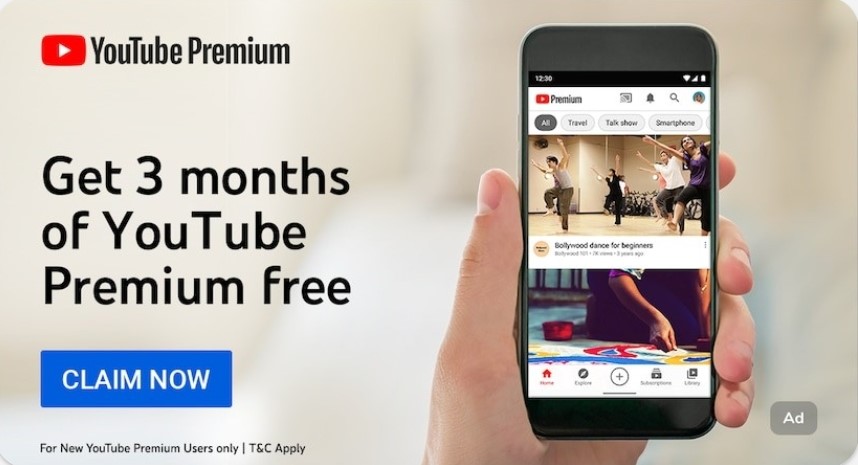 YouTube Premium
Get 3 months
of YouTube
Premium free
CLAIM NOW
For New YouTube Premium Users only | T&C Apply
12:30
Premium
All
Travel
Talk show
Smartphone
Bollywood dance for beginners
Bollywood 101 • views • 3 years ago
Home
Explore
Subscriptions
Library
Ad